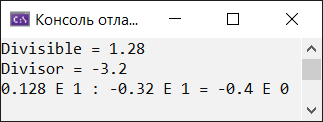 Консоль отла...
Divisible = 1.28
Divisor = -3.2
0.128 E 1 : -0.32 E 1 = -0.4 E 0